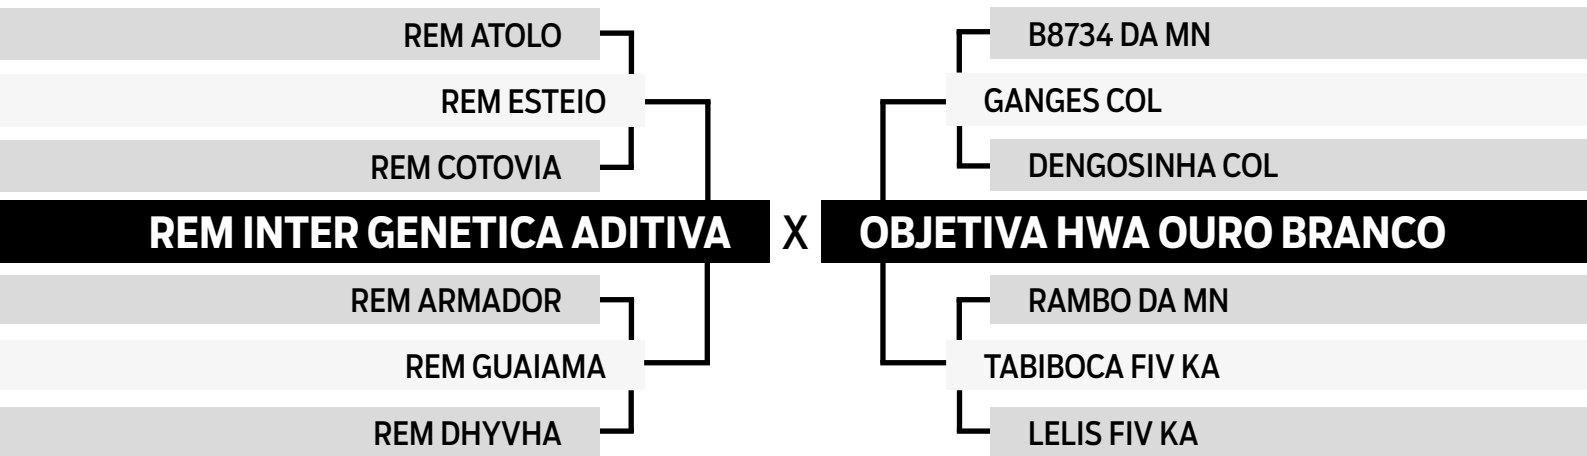 REM ATOLO
REM ESTEIO
REM COTOVIA
REM INTER GENETICA ADITIVA
REM ARMADOR
REM GUAIAMA
REM DHYVHA
X
B8734 DA MN
GANGES COL
DENGOSINHA COL
OBJETIVA HWA OURO BRANCO
RAMBO DA MN
TABIBOCA FIV KA
LELIS FIV KA